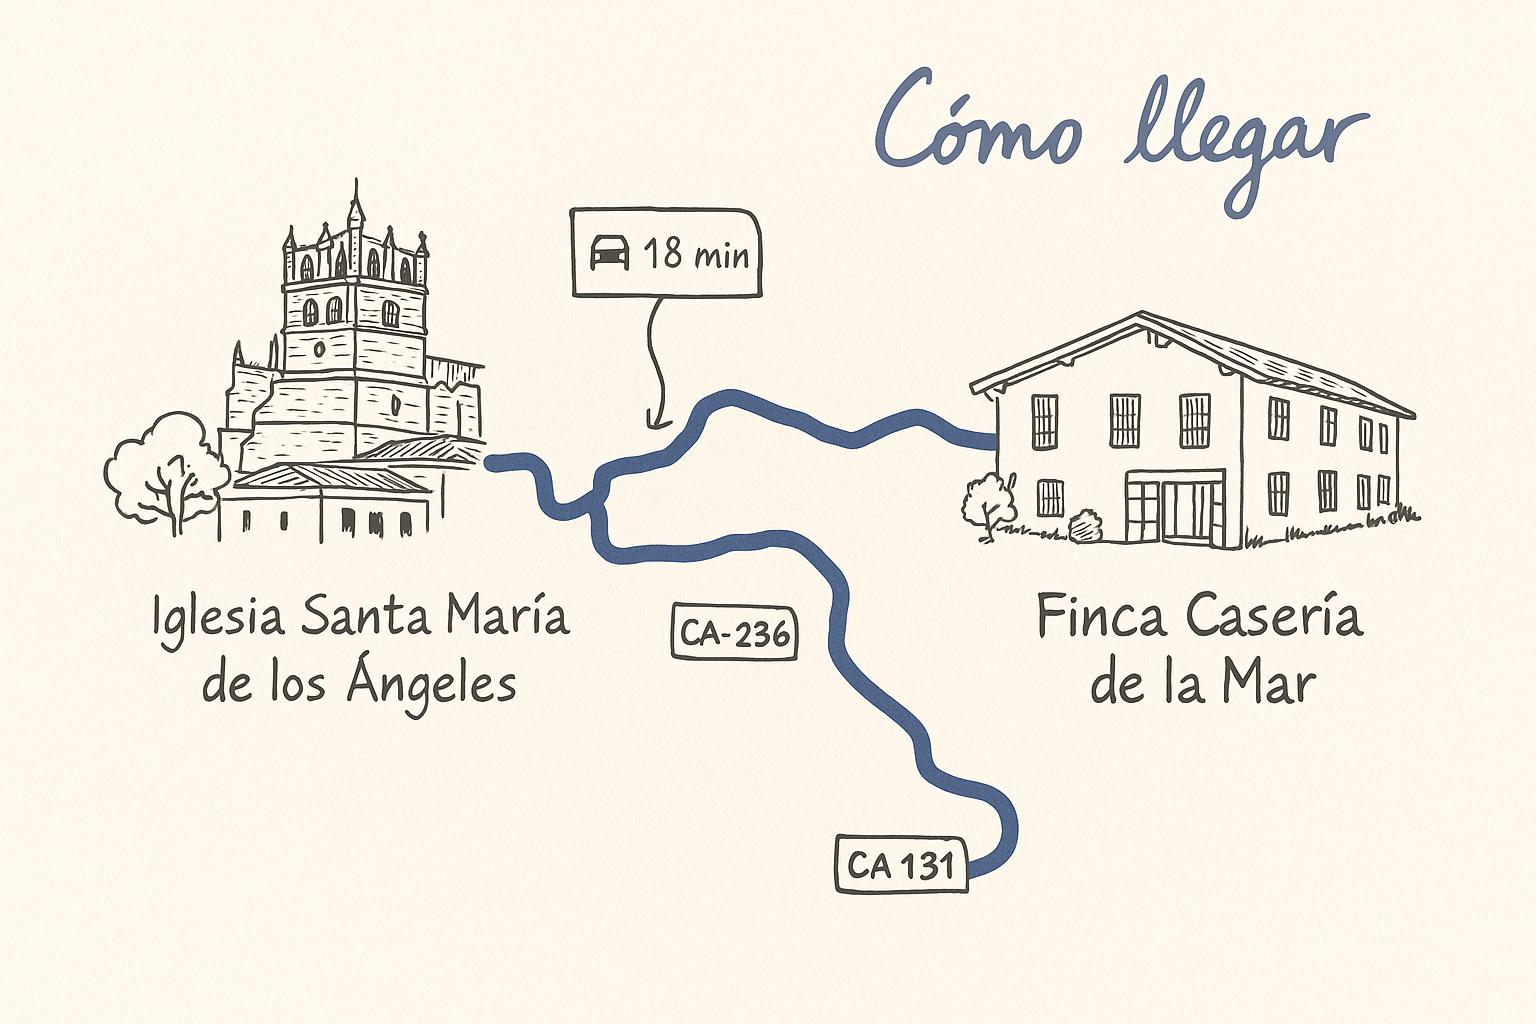 Cómo llegar
18 min
Iglesia Santa María
de los Ángeles
Finca Casería
de la Mar
CA-236
CA 131